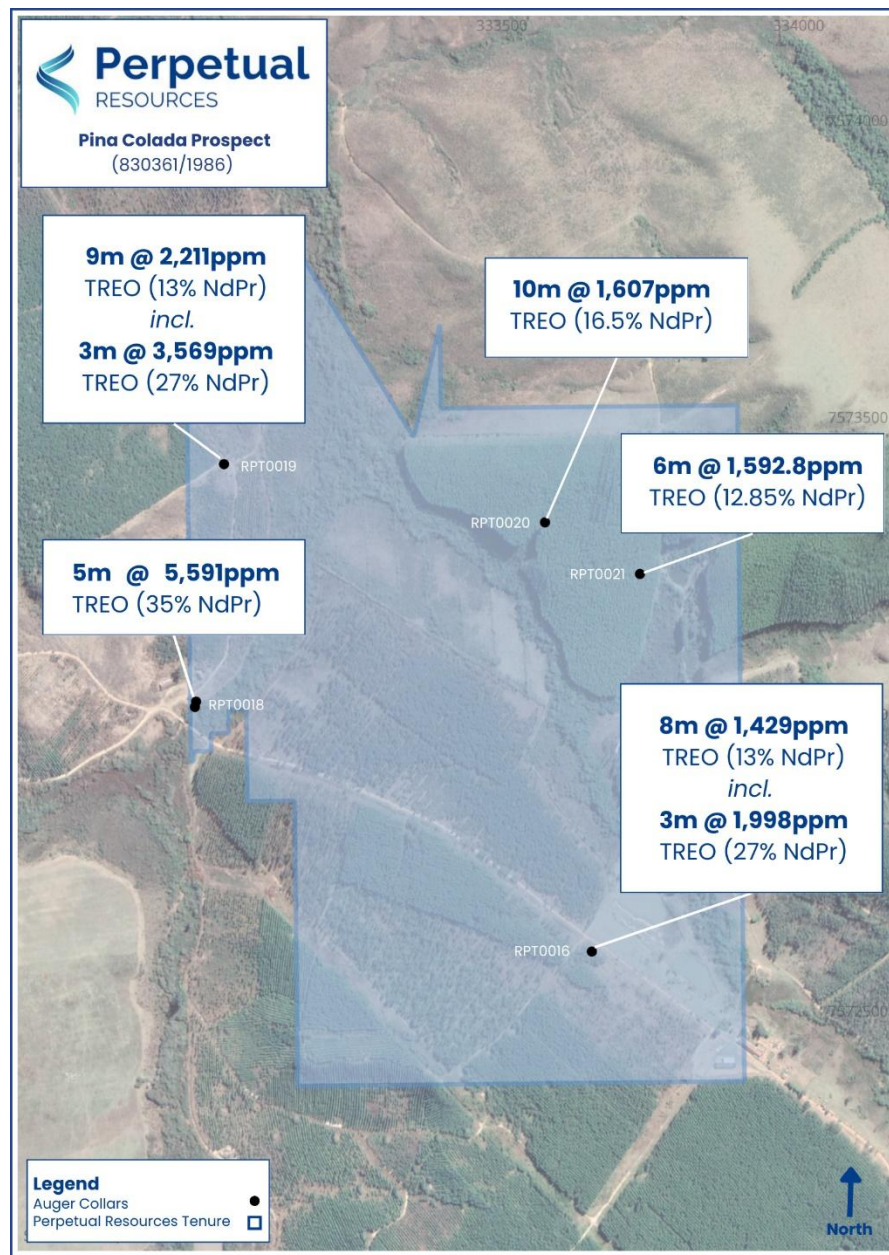 333500
334000
Perpetual
RESOURCES
Pina Colada Prospect
(830361/1986)
7574000
9m @ 2,211ppm
TREO (13% NdPr)
incl.
3m @ 3,569ppm
TREO (27% NdPr)
10m @ 1,607ppm
TREO (16.5% NdPr)
7573500
6m @ 1,592.8ppm
TREO (12.85% NdPr)
RPT0019
RPT0020
RPT0021
5m @ 5,591ppm
TREO (35% NdPr)
RPT0018
8m @ 1,429ppm
TREO (13% NdPr)
incl.
3m @ 1,998ppm
TREO (27% NdPr)
RPT0016
7572500
Legend
Auger Collars
Perpetual Resources Tenure
North